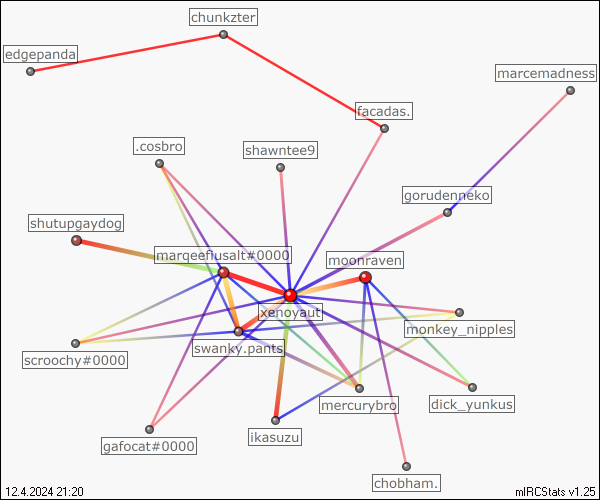 chunkzter
edgepanda
marcemadness
facadas.
.cosbro
shawntee9
gorudenneko
shutupgaydog
marqeefiusalt#0000
moonraven
xenoyaut
monkey_nipples
swanky.pants
scroochy#0000
mercurybro
dick_yunkus
ikasuzu
gafocat#0000
chobham.
12.4.2024 21:20
mIRCStats v1.25